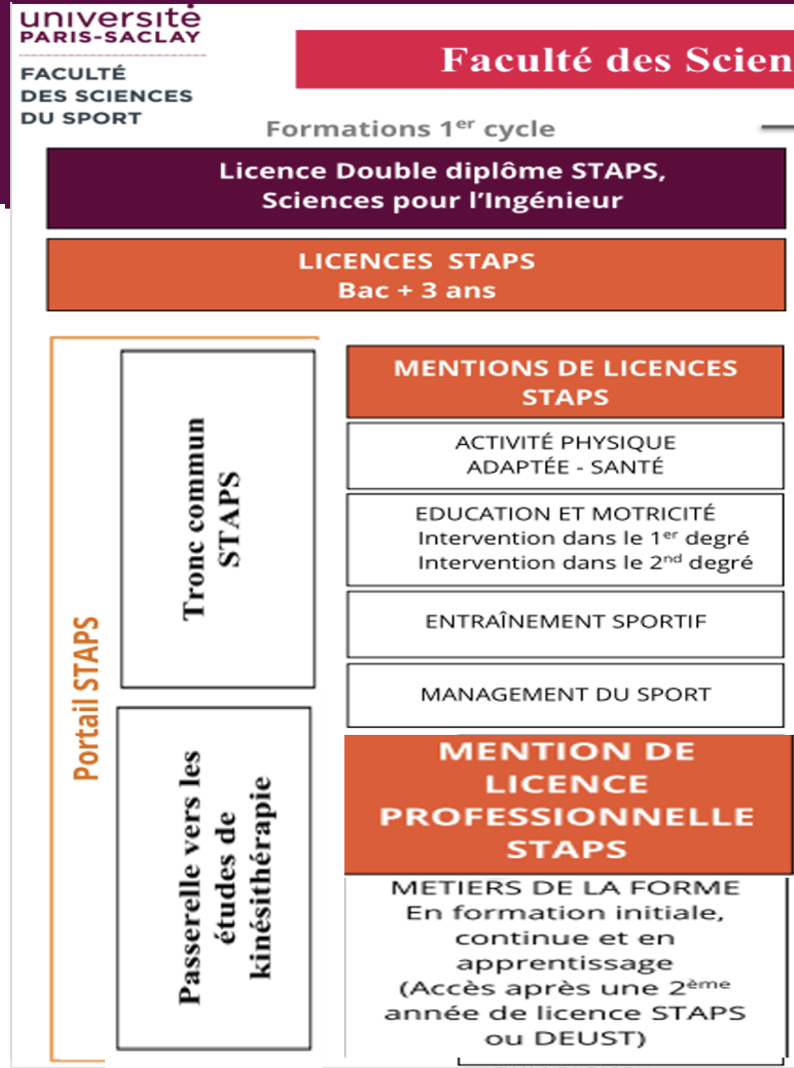 université
PARIS-SACLAY
FACULTÉ
DES SCIENCES
DU SPORT
Faculté des Scien
Formations 1er cycle
Licence Double diplôme STAPS,
Sciences pour l'Ingénieur
LICENCES STAPS
Bac + 3 ans
Portail STAPS
Tronc commun
STAPS
Passerelle vers les
études de
kinésithérapie
MENTIONS DE LICENCES
STAPS
ACTIVITÉ PHYSIQUE
ADAPTÉE - SANTÉ
EDUCATION ET MOTRICITÉ
Intervention dans le 1er degré
Intervention dans le 2nd degré
ENTRAÎNEMENT SPORTIF
MANAGEMENT DU SPORT
MENTION DE
LICENCE
PROFESSIONNELLE
STAPS
METIERS DE LA FORME
En formation initiale,
continue et en
apprentissage
(Accès après une 2ème
année de licence STAPS
ou DEUST)